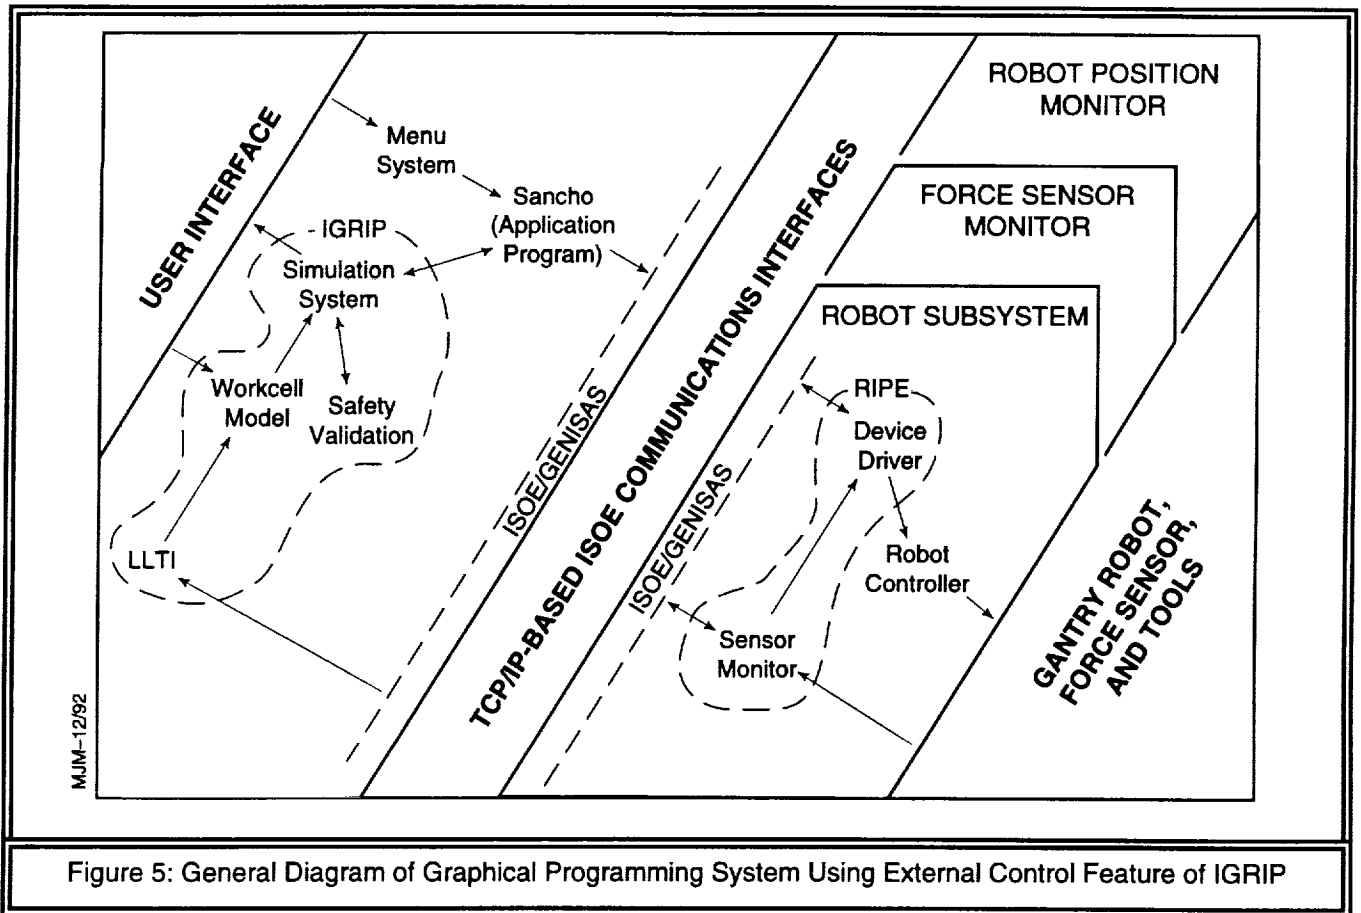 USER INTERFACE
Menu
System
Sancho
(Application
Program)
IGRIP
Simulation
System
Workcell
Model
Safety
Validation
LLTI
ISOE/GENISAS
TCP/IP-BASED ISOE COMMUNICATIONS INTERFACES
ROBOT POSITION
MONITOR
FORCE SENSOR
MONITOR
ROBOT SUBSYSTEM
ISOE/GENISAS
RIPE
Device
Driver
Robot
Controller
Sensor
Monitor
GANTRY ROBOT,
FORCE SENSOR,
AND TOOLS
MJM-12/92
Figure 5: General Diagram of Graphical Programming System Using External Control Feature of IGRIP